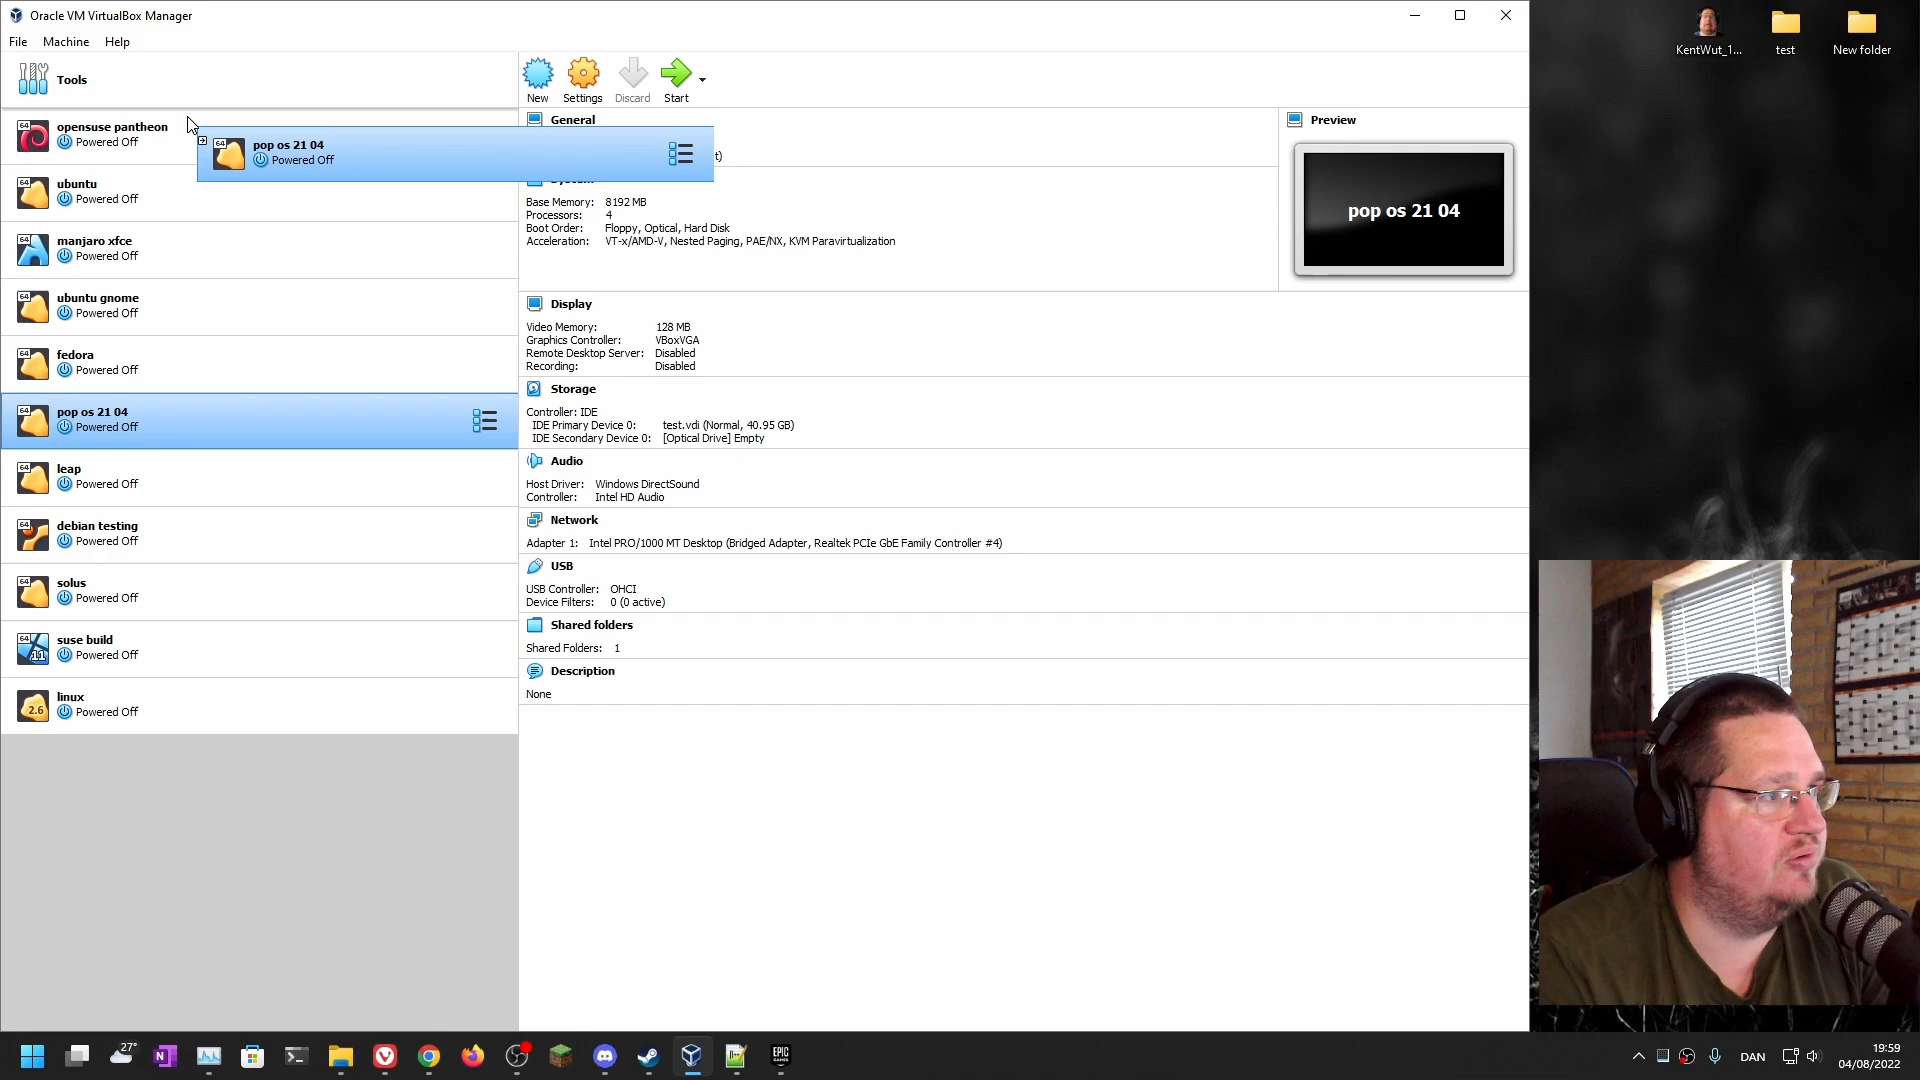 Oracle VM VirtualBox Manager
File Machine Help
Tools
New
Settings
Discard
Start
opensuse pantheon
Powered Off
ubuntu
Powered Off
manjaro xfce
Powered Off
ubuntu gnome
Powered Off
fedora
Powered Off
pop os 21 04
Powered Off
leap
Powered Off
debian testing
Powered Off
solus
Powered Off
suse build
Powered Off
linux
Powered Off
pop os 21 04
Powered Off
General
t)
Base Memory: 8192 MB
Processors: 4
Boot Order: Floppy, Optical, Hard Disk
Acceleration: VT-x/AMD-V, Nested Paging, PAE/NX, KVM Paravirtualization
Display
Video Memory: 128 MB
Graphics Controller: VBoxVGA
Remote Desktop Server: Disabled
Recording: Disabled
Storage
Controller: IDE
IDE Primary Device 0: test.vdi (Normal, 40.95 GB)
IDE Secondary Device 0: [Optical Drive] Empty
Audio
Host Driver: Windows DirectSound
Controller: Intel HD Audio
Network
Adapter 1: Intel PRO/1000 MT Desktop (Bridged Adapter, Realtek PCIe GbE Family Controller #4)
USB
USB Controller: OHCI
Device Filters: 0 (0 active)
Shared folders
Shared Folders: 1
Description
None
Preview
pop os 21 04
KentWut_1...
test
New folder
27°
DAN
19:59
04/08/2022